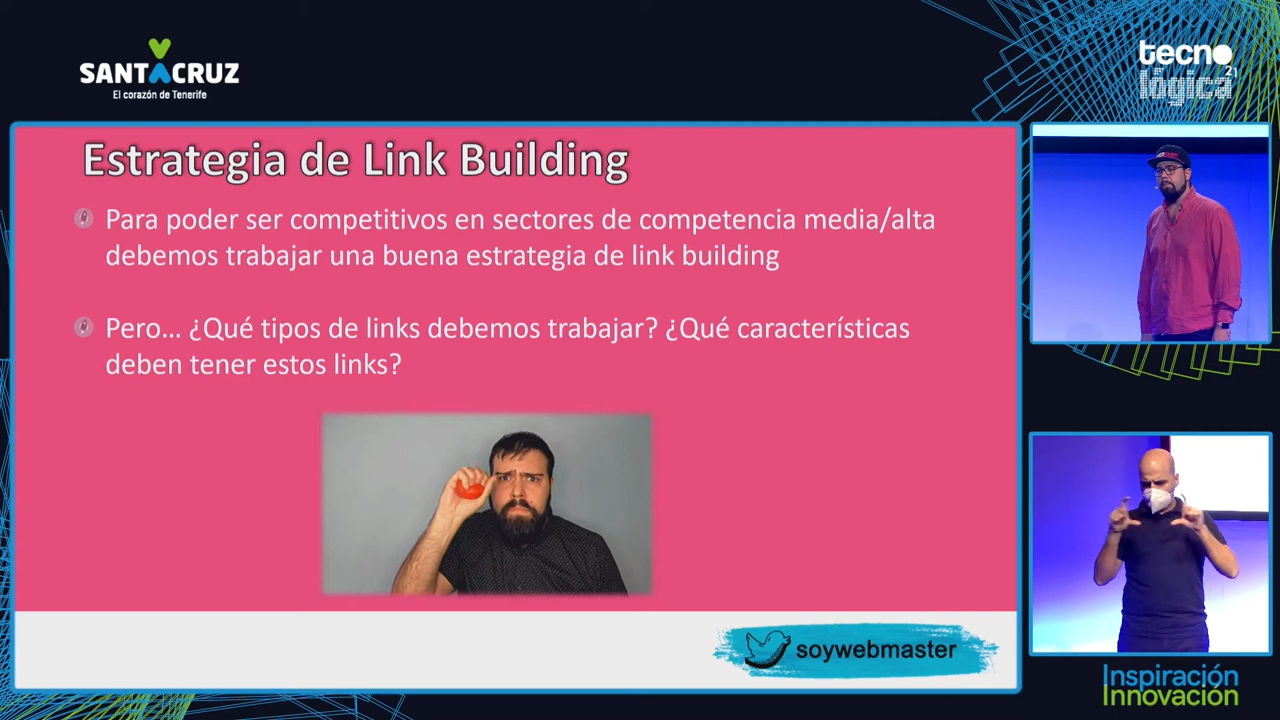 SANTACRUZ
El corazón de Tenerife
tecno
lógica
21
Estrategia de Link Building
Para poder ser competitivos en sectores de competencia media/alta
debemos trabajar una buena estrategia de link building
Pero... ¿Qué tipos de links debemos trabajar? ¿Qué características
deben tener estos links?
soywebmaster
Inspiración
Innovación